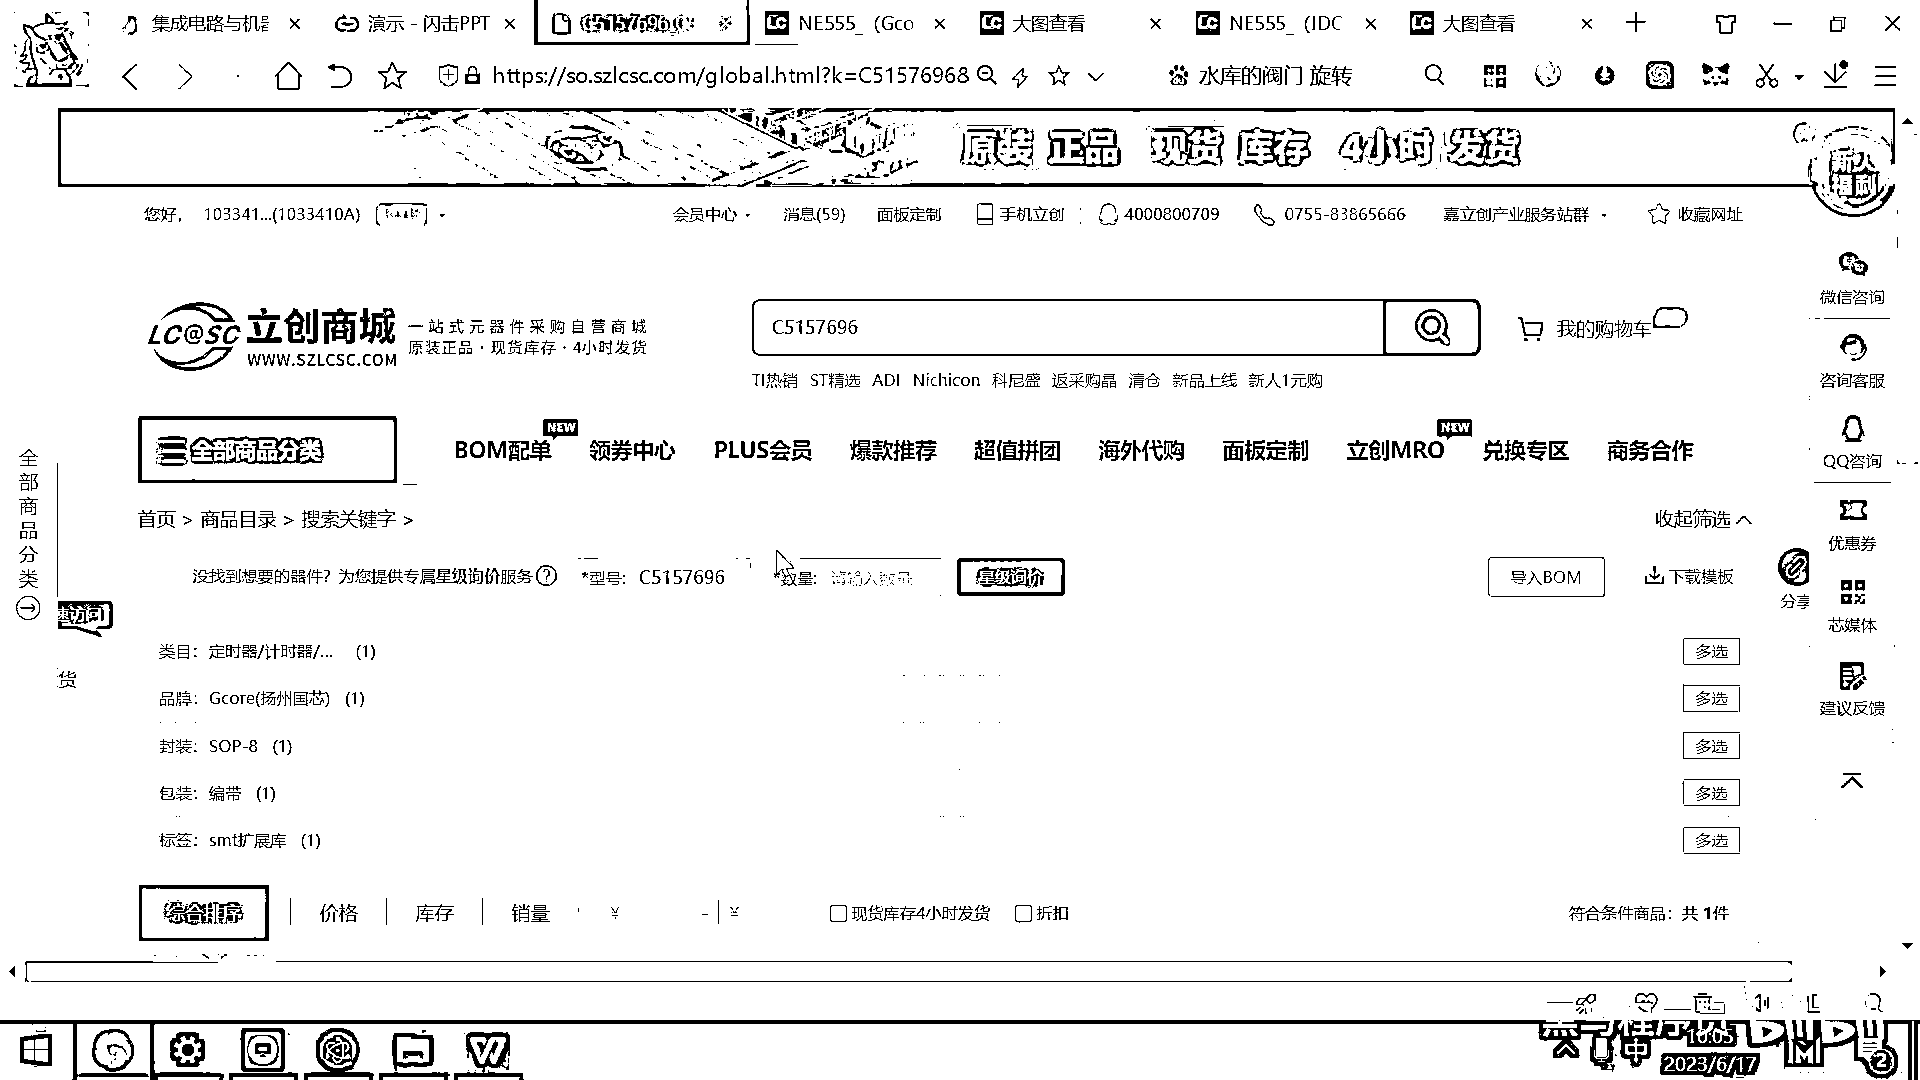 集成电路与机器
演示 - 闪击PPT
C5157696
NE555_ (Gco
大图查看
NE555_ (IDC
大图查看
https://so.szlcsc.com/global.html?k=C51576968
水库的阀门 旋转
原装 正品 现货 库存 4小时 发货
新人
福利
您好， 103341...(1033410A)
会员中心
消息(59)
面板定制
手机立创
4000800709
0755-83865666
嘉立创产业服务站群
收藏网址
LC@SC 立创商城
WWW.SZLCSC.COM
一站式元器件采购自营商城
原装正品·现货库存·4小时发货
C5157696
我的购物车
TI热销 ST精选 ADI Nichicon 科尼盛 返采购晶 清仓 新品上线 新人1元购
全部商品分类
BOM配单 NEW 领券中心 PLUS会员 爆款推荐 超值拼团 海外代购 面板定制 立创MRO NEW 兑换专区 商务合作
首页 > 商品目录 > 搜索关键字 >
收起筛选
没找到想要的器件？为您提供专属星级询价服务 ? *型号: C5157696 *数量: 请输入数量 星级询价
导入BOM
下载模板
类目: 定时器/计时器/... (1) 多选
品牌: Gcore(扬州国芯) (1) 多选
封装: SOP-8 (1) 多选
包装: 编带 (1) 多选
标签: smt扩展库 (1) 多选
综合排序 价格 库存 销量 ¥ - ¥ 现货库存4小时发货 折扣
符合条件商品：共 1件
全部商品分类
速访问
货
微信咨询
咨询客服
QQ咨询
优惠券
分享
芯媒体
建议反馈
中
10:05
2023/6/17
2